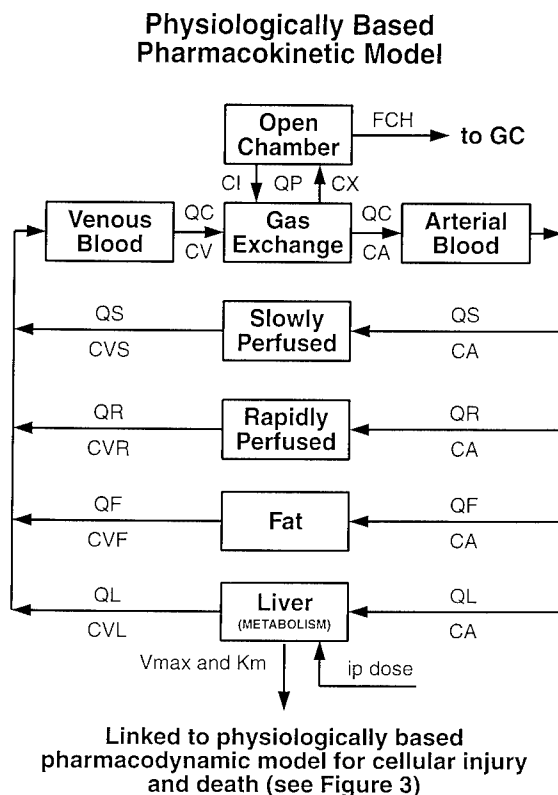 Physiologically Based
Pharmacokinetic Model
Open
Chamber
FCH
to GC
CI
QP
CX
Venous
Blood
QC
CV
Gas
Exchange
QC
CA
Arterial
Blood
QS
CVS
Slowly
Perfused
QS
CA
QR
CVR
Rapidly
Perfused
QR
CA
QF
CVF
Fat
QF
CA
QL
CVL
Liver
(METABOLISM)
QL
CA
Vmax and Km
ip dose
Linked to physiologically based
pharmacodynamic model for cellular injury
and death (see Figure 3)